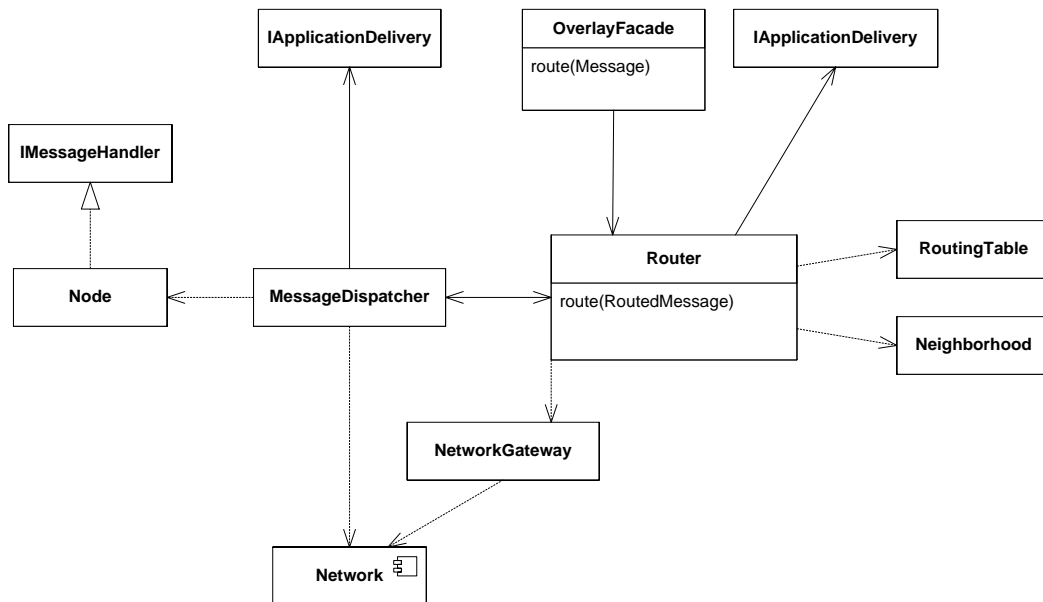 IApplicationDelivery
OverlayFacade
route(Message)
IApplicationDelivery
IMessageHandler
Node
MessageDispatcher
Router
route(RoutedMessage)
RoutingTable
Neighborhood
NetworkGateway
Network